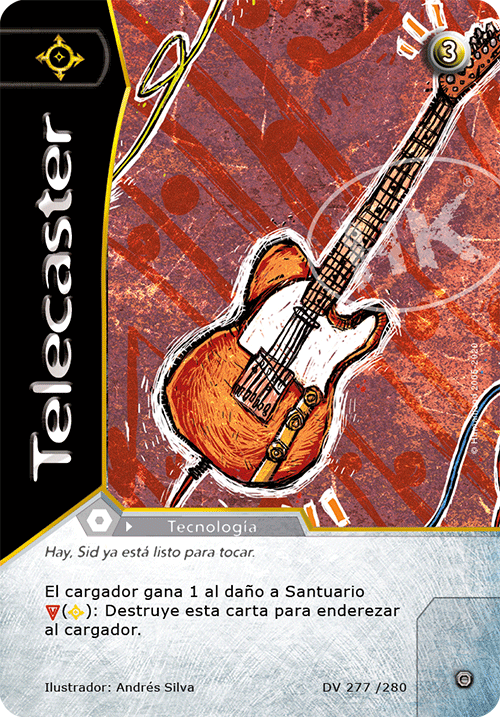 3
Telecaster
HK
®
Tecnología
Hay, Sid ya está listo para tocar.
El cargador gana 1 al daño a Santuario
(): Destruye esta carta para enderezar
al cargador.
Ilustrador: Andrés Silva
DV 277 /280